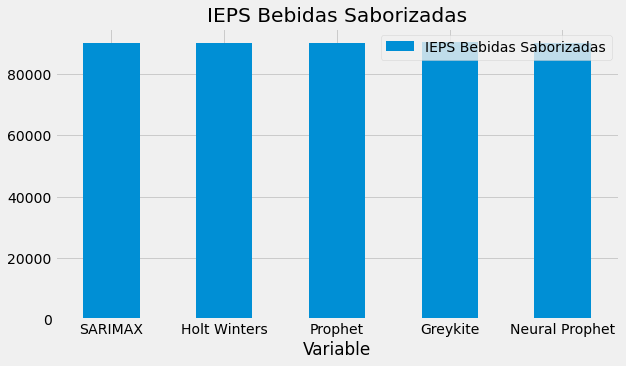 IEPS Bebidas Saborizadas
IEPS Bebidas Saborizadas
80000
60000
40000
20000
0
SARIMAX Holt Winters Prophet Greykite Neural Prophet
Variable